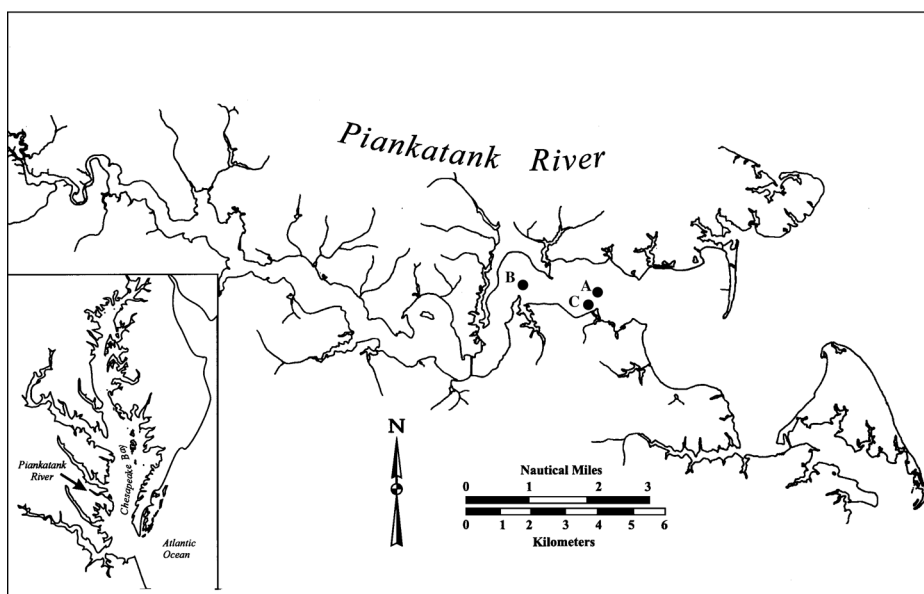 Piankatank River
B
A
C
N
Nautical Miles
0 1 2 3
0 1 2 3 4 5 6
Kilometers
Piankatank
River
Chesapeake Bay
Atlantic
Ocean